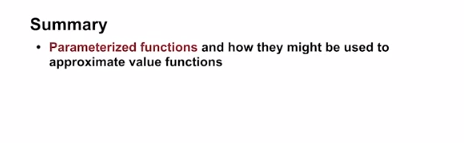 Summary
• Parameterized functions and how they might be used to
approximate value functions